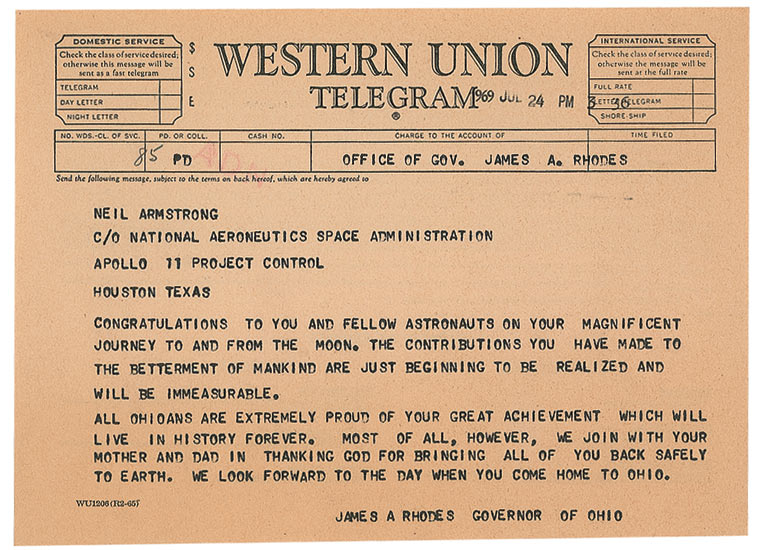 DOMESTIC SERVICE
Check the class of service desired;
otherwise this message will be
sent as a fast telegram
TELEGRAM
DAY LETTER
NIGHT LETTER
$
S
E
WESTERN UNION
TELEGRAM
®
1969 JUL 24 PM 3 36
INTERNATIONAL SERVICE
Check the class of service desired;
otherwise the message will be
sent at the full rate
FULL RATE
LETTER TELEGRAM
SHORE-SHIP
NO. WDS.-CL. OF SVC.
PD. OR COLL.
CASH NO.
CHARGE TO THE ACCOUNT OF
TIME FILED
85 PD
OFFICE OF GOV. JAMES A. RHODES
Send the following message, subject to the terms on back hereof, which are hereby agreed to
NEIL ARMSTRONG
C/O NATIONAL AERONEUTICS SPACE ADMINISTRATION
APOLLO 11 PROJECT CONTROL
HOUSTON TEXAS
CONGRATULATIONS TO YOU AND FELLOW ASTRONAUTS ON YOUR MAGNIFICENT
JOURNEY TO AND FROM THE MOON. THE CONTRIBUTIONS YOU HAVE MADE TO
THE BETTERMENT OF MANKIND ARE JUST BEGINNING TO BE REALIZED AND
WILL BE IMMEASURABLE.
ALL OHIOANS ARE EXTREMELY PROUD OF YOUR GREAT ACHIEVEMENT WHICH WILL
LIVE IN HISTORY FOREVER. MOST OF ALL, HOWEVER, WE JOIN WITH YOUR
MOTHER AND DAD IN THANKING GOD FOR BRINGING ALL OF YOU BACK SAFELY
TO EARTH. WE LOOK FORWARD TO THE DAY WHEN YOU COME HOME TO OHIO.
WU1206 (R2-65)
JAMES A RHODES GOVERNOR OF OHIO